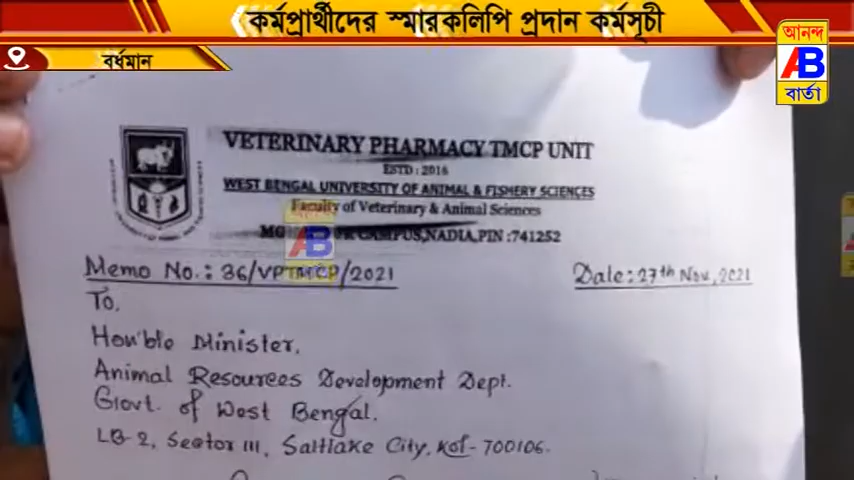 কর্মপ্রার্থীদের স্মারকলিপি প্রদান কর্মসূচী
বর্ধমান
আনন্দ
AB
বার্তা
VETERINARY PHARMACY TMCP UNIT
ESTD : 2016
WEST BENGAL UNIVERSITY OF ANIMAL & FISHERY SCIENCES
Faculty of Veterinary & Animal Sciences
CAMPUS,NADIA,PIN :741252
AB
Memo No.: 36/VPTMCP/2021
Date: 27th Nov, 2021
To,
Hon'ble Minister,
Animal Resources Development Dept.
Govt. of West Bengal.
LB-2, Sector III, Saltlake City, Kol-700106.